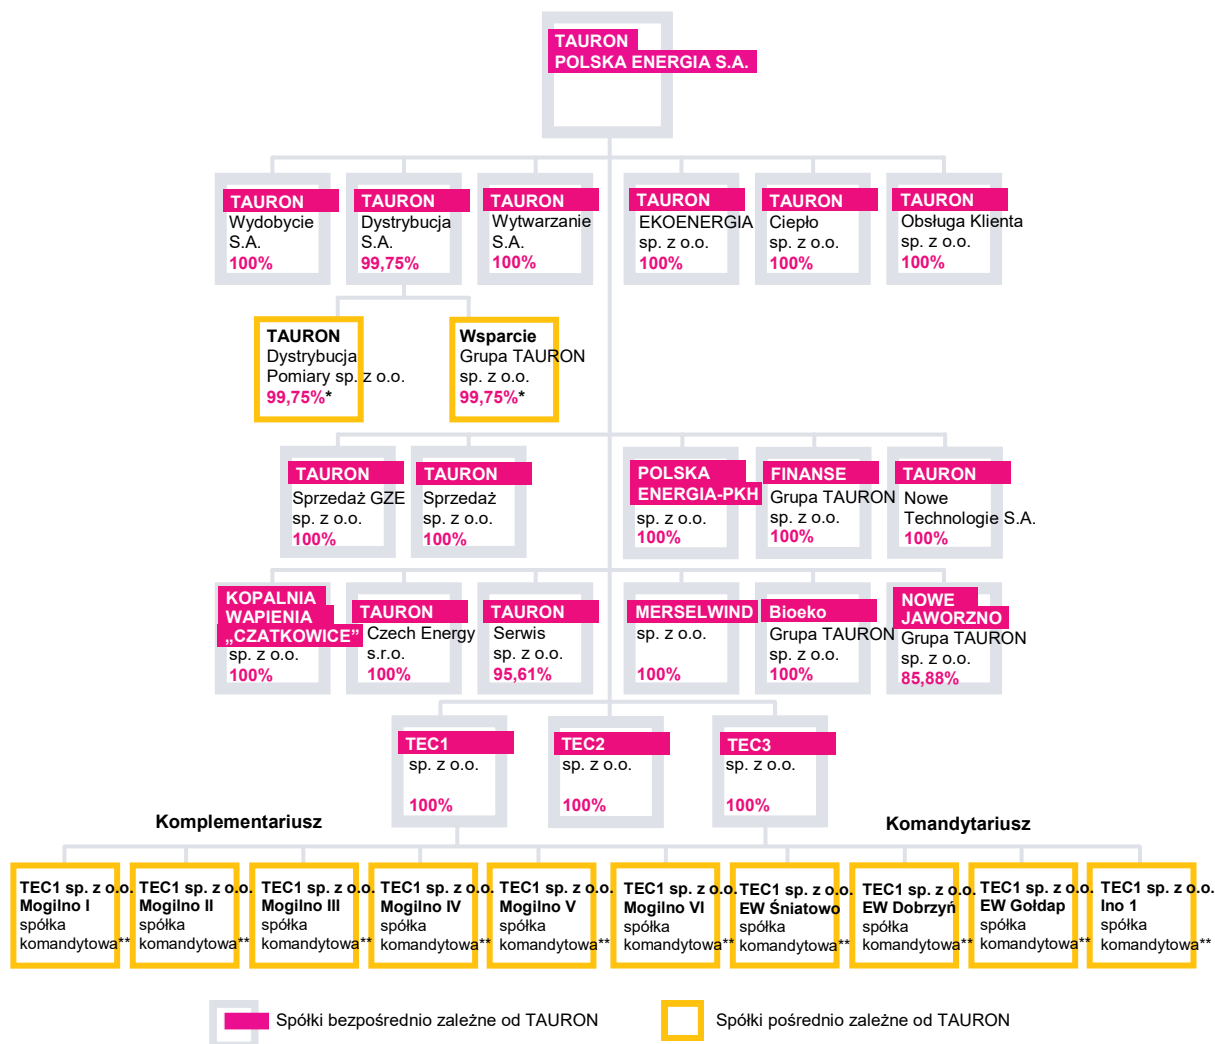 TAURON
POLSKA ENERGIA S.A.
TAURON
Wydobycie
S.A.
100%
TAURON
Dystrybucja
S.A.
99,75%
TAURON
Wytwarzanie
S.A.
100%
TAURON
EKOENERGIA
sp. z o.o.
100%
TAURON
Ciepło
sp. z o.o.
100%
TAURON
Obsługa Klienta
sp. z o.o.
100%
TAURON
Dystrybucja
Pomiary sp. z o.o.
99,75%*
Wsparcie
Grupa TAURON
sp. z o.o.
99,75%*
TAURON
Sprzedaż GZE
sp. z o.o.
100%
TAURON
Sprzedaż
sp. z o.o.
100%
POLSKA
ENERGIA-PKH
sp. z o.o.
100%
FINANSE
Grupa TAURON
sp. z o.o.
100%
TAURON
Nowe
Technologie S.A.
100%
KOPALNIA
WAPIENIA
„CZATKOWICE”
sp. z o.o.
100%
TAURON
Czech Energy
s.r.o.
100%
TAURON
Serwis
sp. z o.o.
95,61%
MERSELWIND
sp. z o.o.
100%
Bioeko
Grupa TAURON
sp. z o.o.
100%
NOWE
JAWORZNO
Grupa TAURON
sp. z o.o.
85,88%
TEC1
sp. z o.o.
100%
TEC2
sp. z o.o.
100%
TEC3
sp. z o.o.
100%
Komplementariusz
Komandytariusz
TEC1 sp. z o.o.
Mogilno I
spółka
komandytowa**
TEC1 sp. z o.o.
Mogilno II
spółka
komandytowa**
TEC1 sp. z o.o.
Mogilno III
spółka
komandytowa**
TEC1 sp. z o.o.
Mogilno IV
spółka
komandytowa**
TEC1 sp. z o.o.
Mogilno V
spółka
komandytowa**
TEC1 sp. z o.o.
Mogilno VI
spółka
komandytowa**
TEC1 sp. z o.o.
EW Śniatowo
spółka
komandytowa**
TEC1 sp. z o.o.
EW Dobrzyń
spółka
komandytowa**
TEC1 sp. z o.o.
EW Gołdap
spółka
komandytowa**
TEC1 sp. z o.o.
Ino 1
spółka
komandytowa**
Spółki bezpośrednio zależne od TAURON
Spółki pośrednio zależne od TAURON